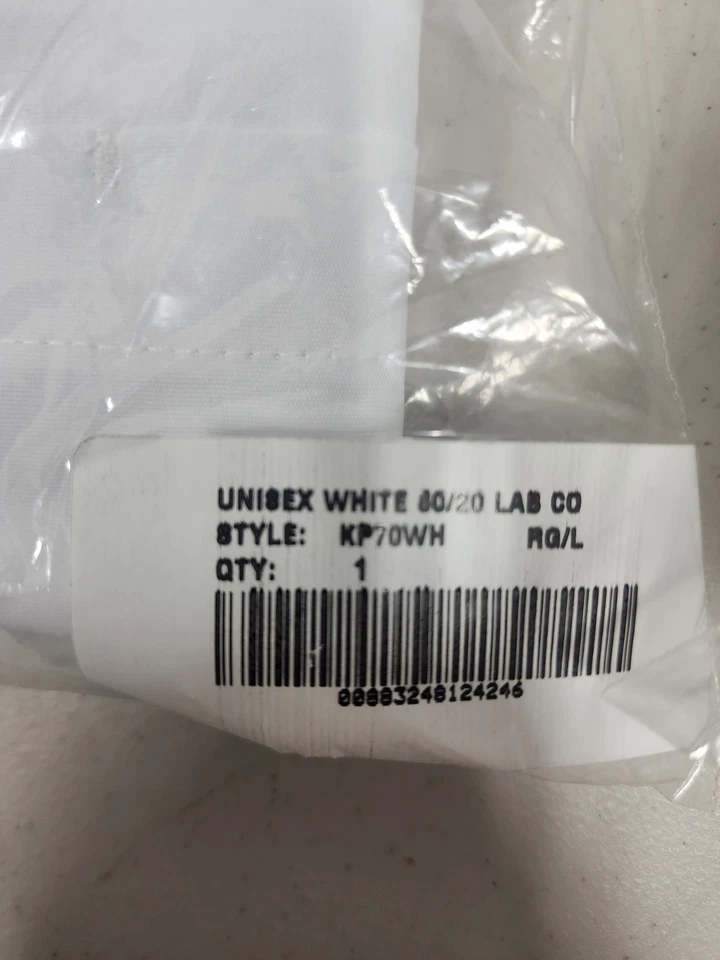 UNISEX WHITE 80/20 LAB CO
STYLE: KP70WH RG/L
QTY: 1
00883248124246